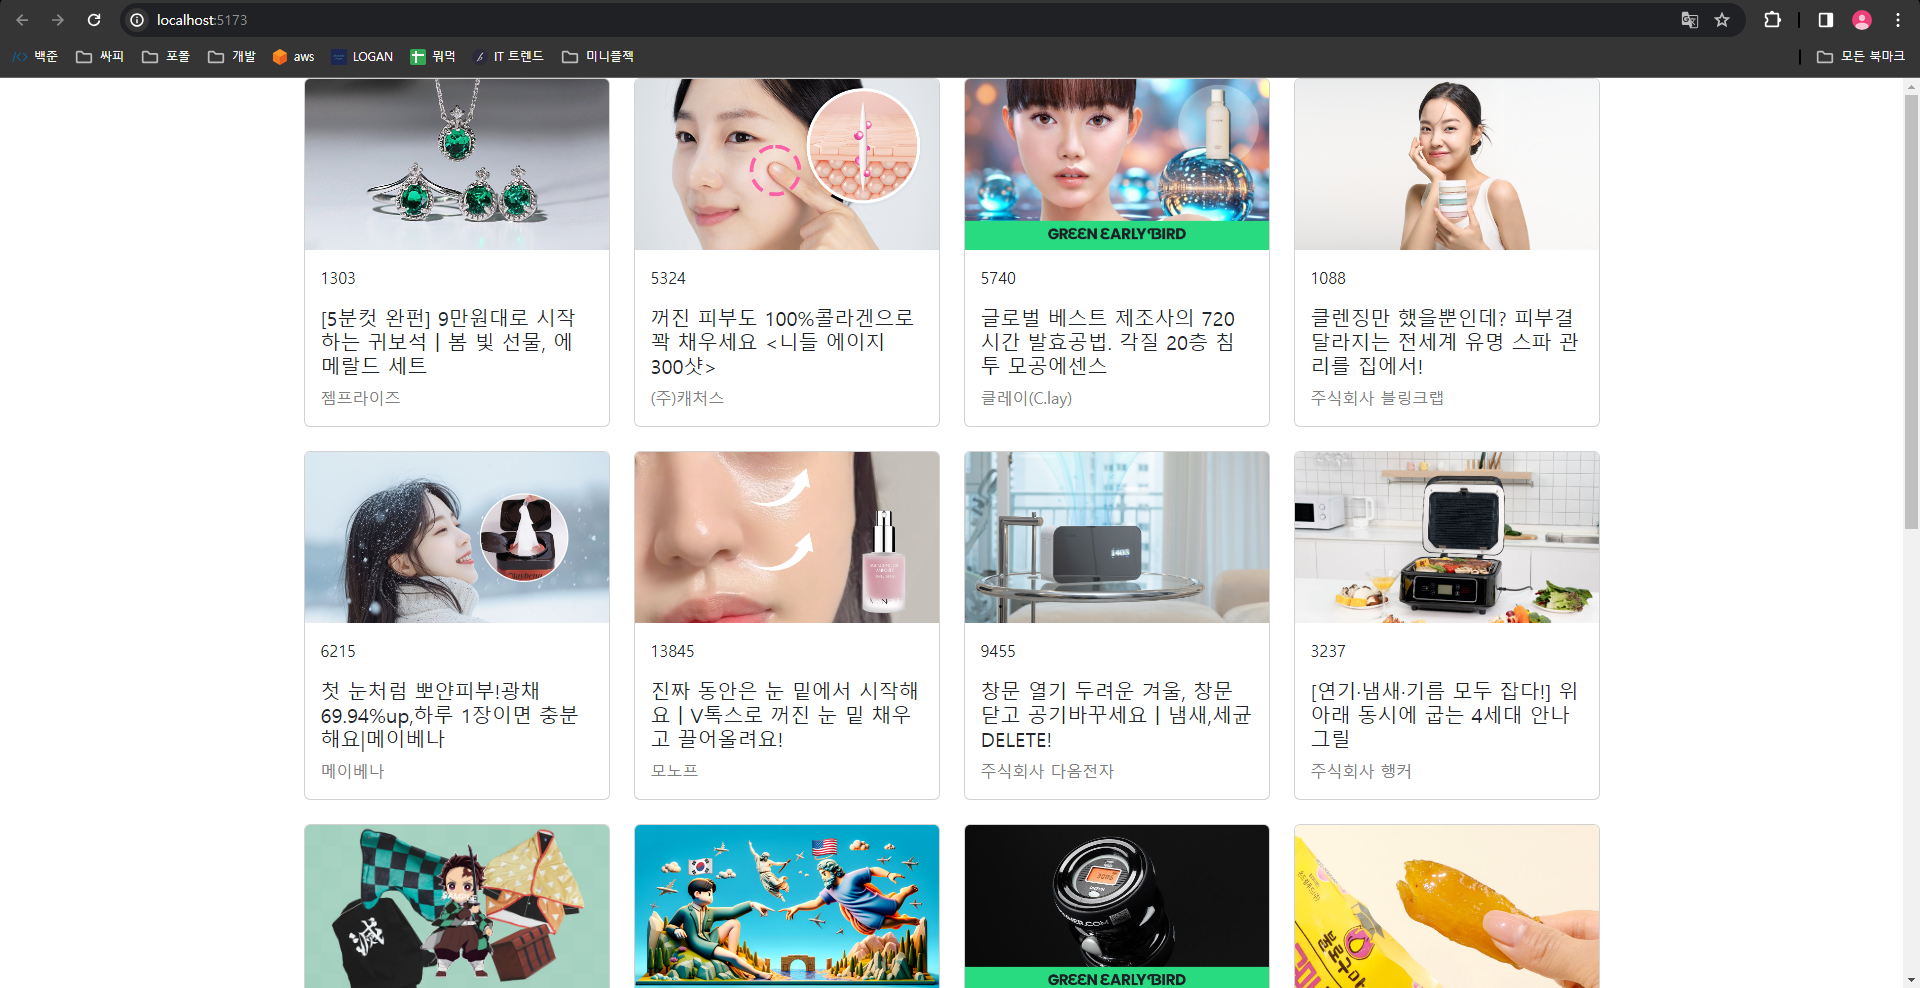 localhost:5173
백준
싸피
포폴
개발
aws
LOGAN
뭐먹
IT 트렌드
미니플젝
모든 북마크
GREEN EARLY BIRD
1303
5324
5740
1088
[5분컷 완펀] 9만원대로 시작
하는 귀보석 | 봄 빛 선물, 에
메랄드 세트
젬프라이즈
꺼진 피부도 100%콜라겐으로
꽉 채우세요 <니들 에이지
300샷>
(주)캐처스
글로벌 베스트 제조사의 720
시간 발효공법. 각질 20층 침
투 모공에센스
클레이(C.lay)
클렌징만 했을뿐인데? 피부결
달라지는 전세계 유명 스파 관
리를 집에서!
주식회사 블링크랩
1403
6215
13845
9455
3237
첫 눈처럼 뽀얀피부!광채
69.94%up,하루 1장이면 충분
해요|메이베나
메이베나
진짜 동안은 눈 밑에서 시작해
요 | V톡스로 꺼진 눈 밑 채우
고 끌어올려요!
모노프
창문 열기 두려운 겨울, 창문
닫고 공기바꾸세요 | 냄새,세균
DELETE!
주식회사 다옴전자
[연기·냄새·기름 모두 잡다!] 위
아래 동시에 굽는 4세대 안나
그릴
주식회사 행커
滅
GREEN EARLY BIRD